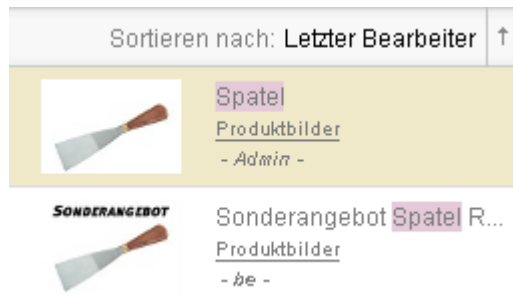 Sortieren nach: Letzter Bearbeiter ↑
Spatel
Produktbilder
- Admin -
SONDERANGEBOT
Sonderangebot Spatel R...
Produktbilder
- be -